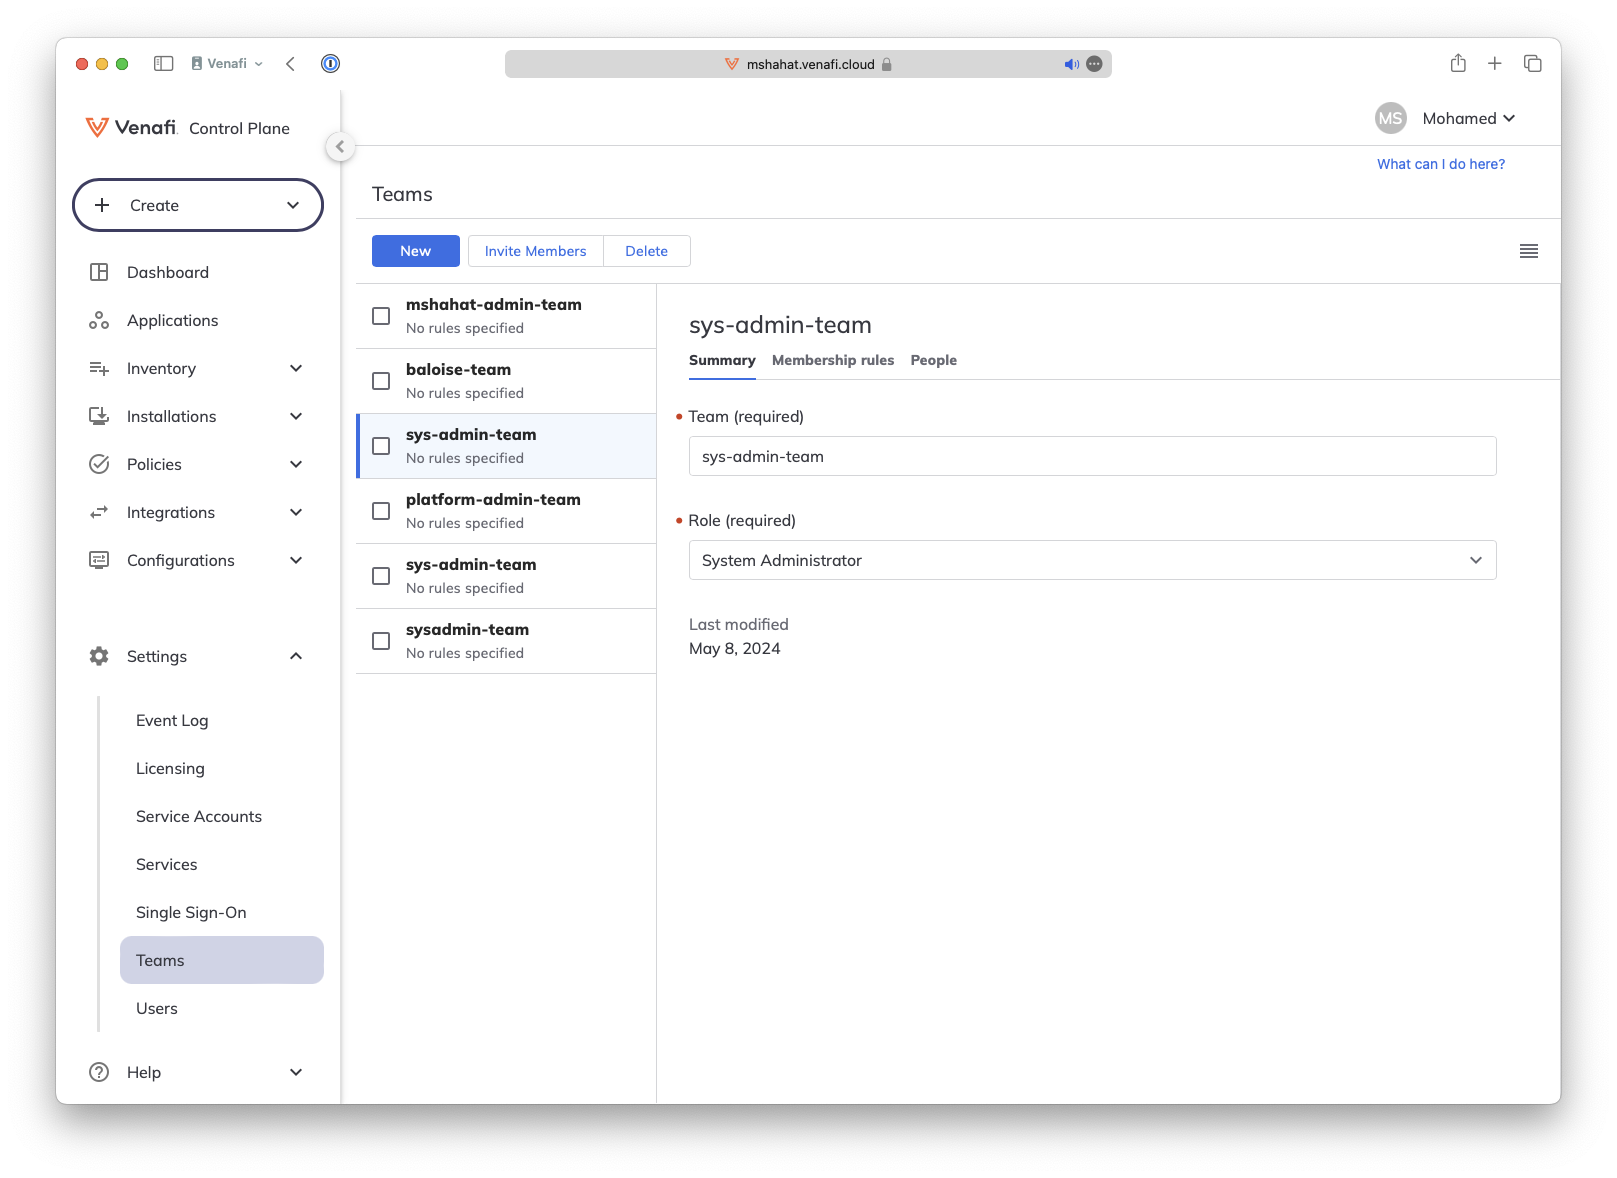 Venafi
mshahat.venafi.cloud
Venafi Control Plane
MS Mohamed
What can I do here?
Create
Dashboard
Applications
Inventory
Installations
Policies
Integrations
Configurations
Settings
Event Log
Licensing
Service Accounts
Services
Single Sign-On
Teams
Users
Help
Teams
New
Invite Members
Delete
mshahat-admin-team
No rules specified
baloise-team
No rules specified
sys-admin-team
No rules specified
platform-admin-team
No rules specified
sys-admin-team
No rules specified
sysadmin-team
No rules specified
sys-admin-team
Summary Membership rules People
Team (required)
sys-admin-team
Role (required)
System Administrator
Last modified
May 8, 2024